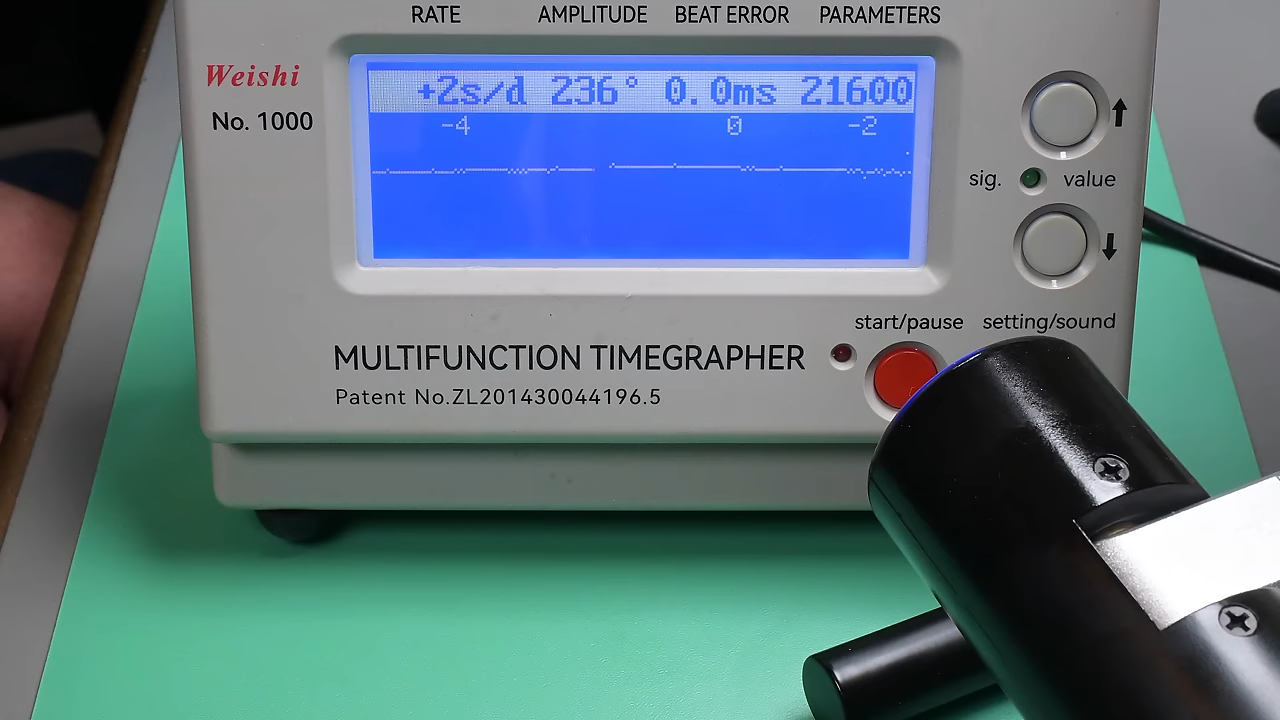 RATE AMPLITUDE BEAT ERROR PARAMETERS
Weishi
No. 1000
+2s/d 236° 0.0ms 21600
-4 0 -2
sig. value
start/pause setting/sound
MULTIFUNCTION TIMEGRAPHER
Patent No.ZL201430044196.5